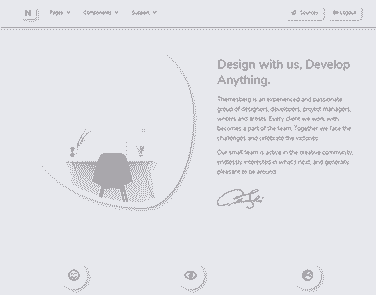 N Pages Components Support Sources Logout
Design with us, Develop
Anything.
Themesberg is an experienced and passionate
group of designers, developers, project managers,
writers and artists. Every client we work with
becomes a part of the team. Together we face the
challenges and celebrate the victories.
Our small team is active in the creative community,
endlessly interested in what's next, and generally
pleasant to be around.